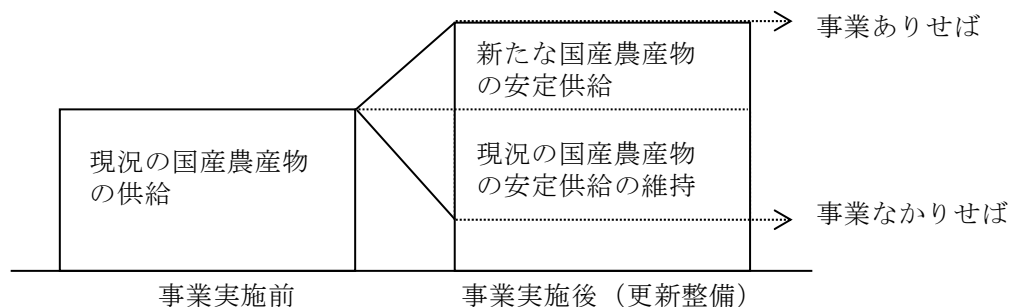 事業ありせば
新たな国産農産物
の安定供給
現況の国産農産物
の供給
現況の国産農産物
の安定供給の維持
事業なかりせば
事業実施前
事業実施後（更新整備）